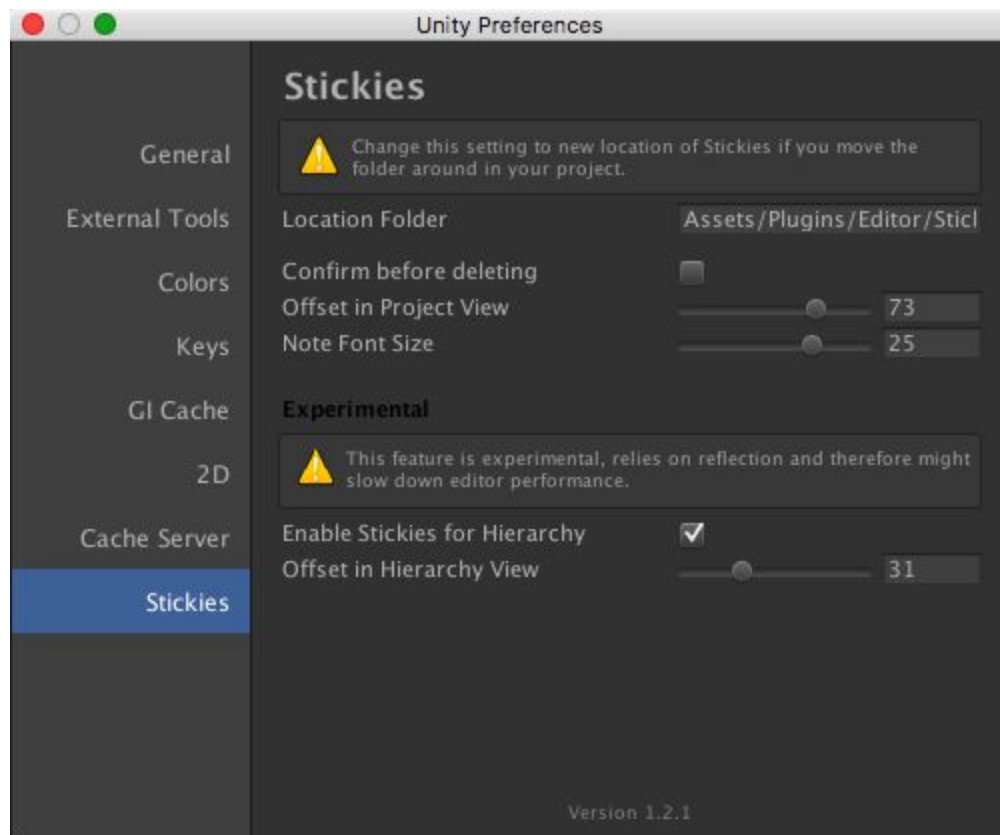 Unity Preferences
General
External Tools
Colors
Keys
GI Cache
2D
Cache Server
Stickies
Stickies
Change this setting to new location of Stickies if you move the
folder around in your project.
Location Folder Assets/Plugins/Editor/Sticl
Confirm before deleting
Offset in Project View 73
Note Font Size 25
Experimental
This feature is experimental, relies on reflection and therefore might
slow down editor performance.
Enable Stickies for Hierarchy
Offset in Hierarchy View 31
Version 1.2.1